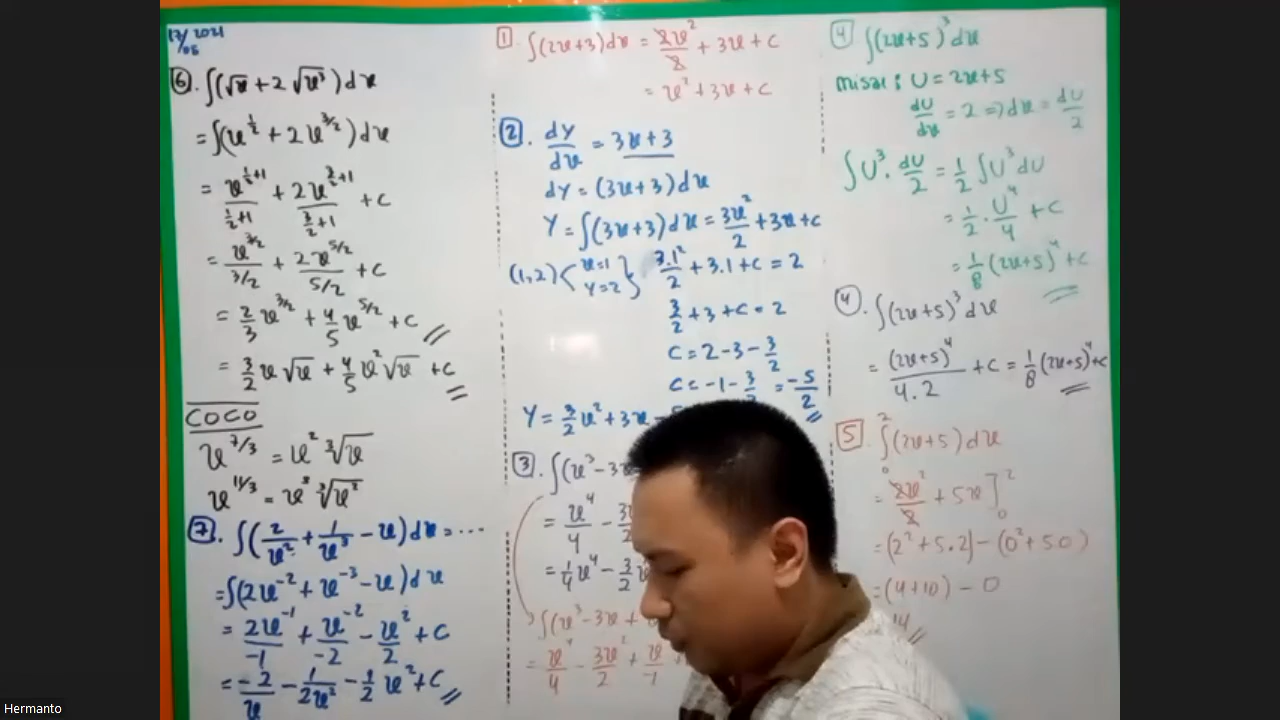 17/05 2021
6. ∫(√x + 2√x³)dx
= ∫(x^1/2 + 2x^3/2)dx
= x^(1/2+1)/(1/2+1) + 2x^(3/2+1)/(3/2+1) + c
= x^3/2/(3/2) + 2x^5/2/(5/2) + c
= 2/3 x^3/2 + 4/5 x^5/2 + c
= 3/2 x√x + 4/5 x²√x + c
COCO
x^7/3 = x² ³√x
x^11/3 = x³ ³√x²
7. ∫(2/x² + 1/x³ - x)dx = ...
= ∫(2x^-2 + x^-3 - x)dx
= 2x^-1/-1 + x^-2/-2 - x²/2 + c
= -2/x - 1/2x² - 1/2 x² + c
1. ∫(2x+3)dx = 2x²/2 + 3x + c
= x² + 3x + c
2. dy/dx = 3x+3
dy = (3x+3)dx
y = ∫(3x+3)dx = 3x²/2 + 3x + c
(1,2) < x=1 y=2 } 3.1²/2 + 3.1 + c = 2
3/2 + 3 + c = 2
c = 2 - 3 - 3/2
c = -1 - 3/2 = -5/2
y = 3/2 x² + 3x
3. ∫(x³ - 3x
= x⁴/4 - 3x
= 1/4 x⁴ - 3/2 x
∫(x³ - 3x +
= x⁴/4 - 3x²/2 + x/-1
4 ∫(2x+5)³dx
misal: U = 2x+5
dU/dx = 2 => dx = dU/2
∫U³. dU/2 = 1/2 ∫U³ dU
= 1/2 . U⁴/4 + c
= 1/8 (2x+5)⁴ + c
4. ∫(2x+5)³dx
= (2x+5)⁴/4.2 + c = 1/8 (2x+5)⁴ + c
5. ∫₀² (2x+5)dx
= 2x²/2 + 5x]₀²
= (2² + 5.2) - (0² + 5.0)
= (4+10) - 0
14
Hermanto